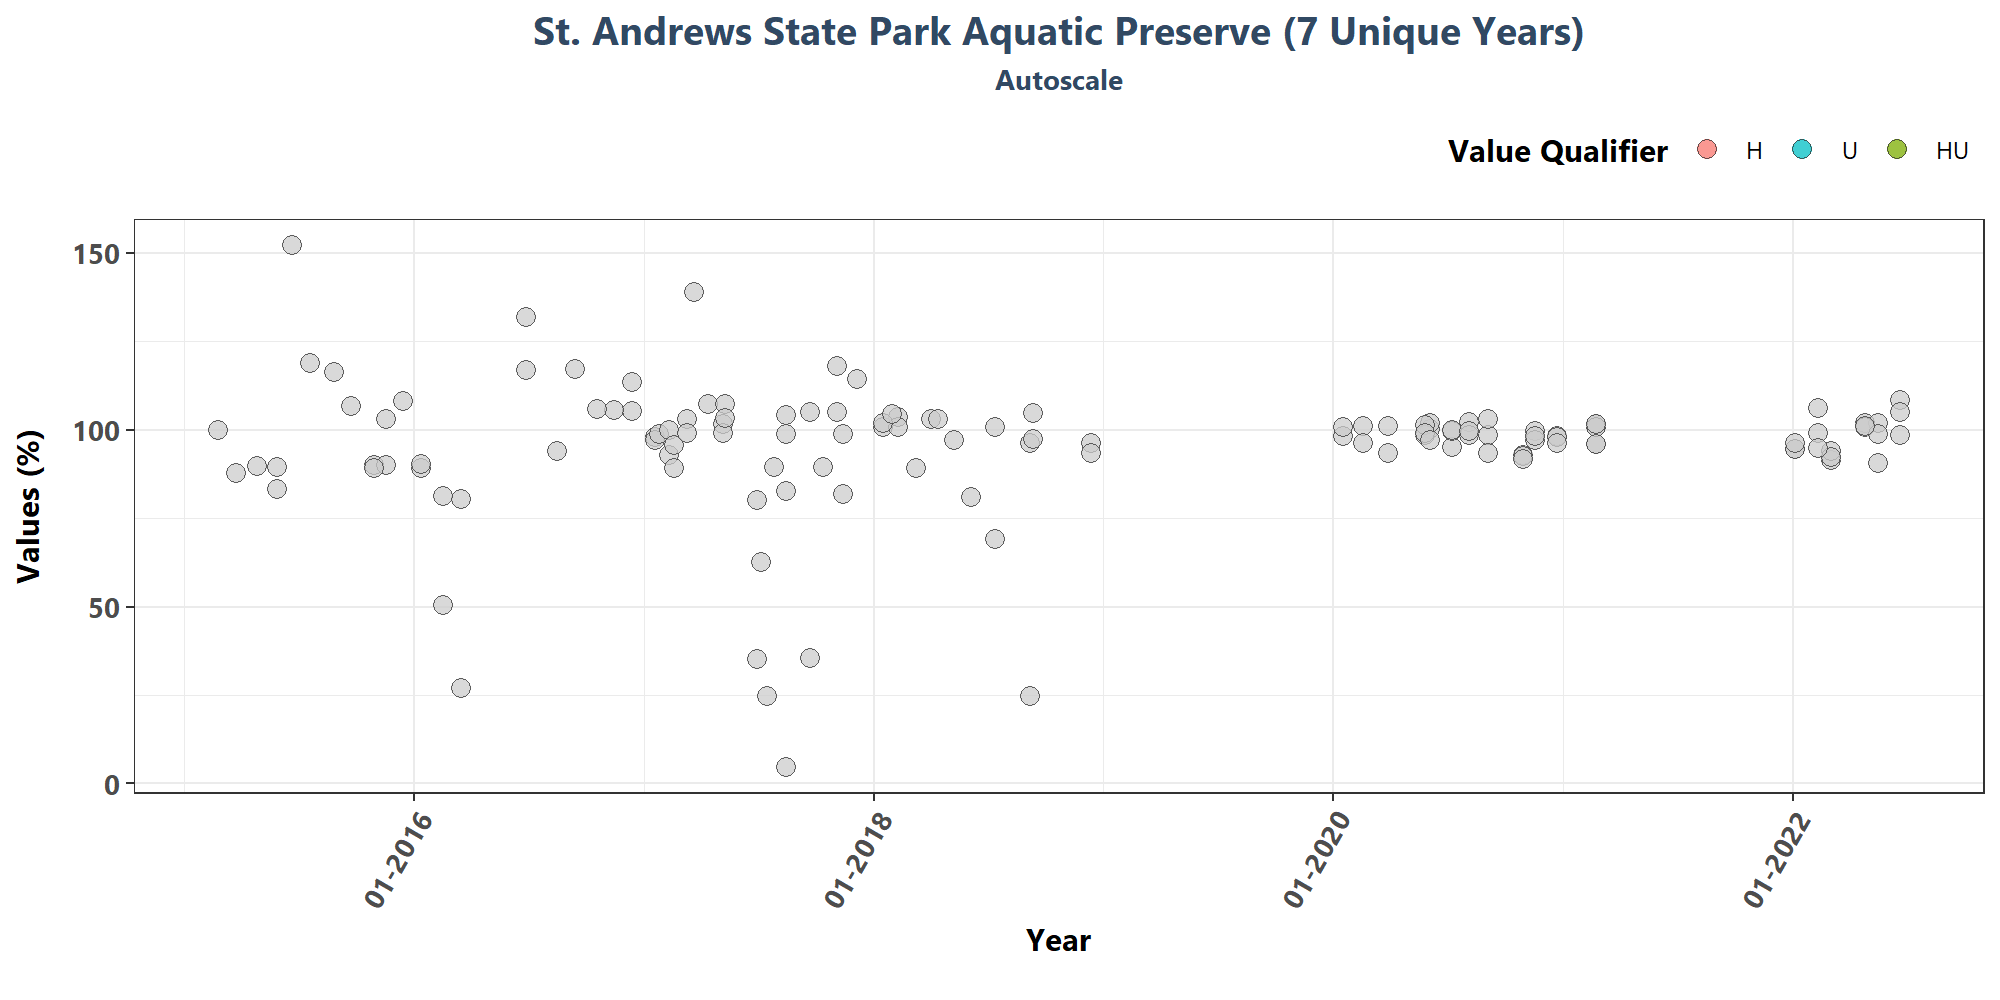 St. Andrews State Park Aquatic Preserve (7 Unique Years)
Autoscale
Value Qualifier H U HU
150
100
50
0
Values (%)
01-2016 01-2018 01-2020 01-2022
Year